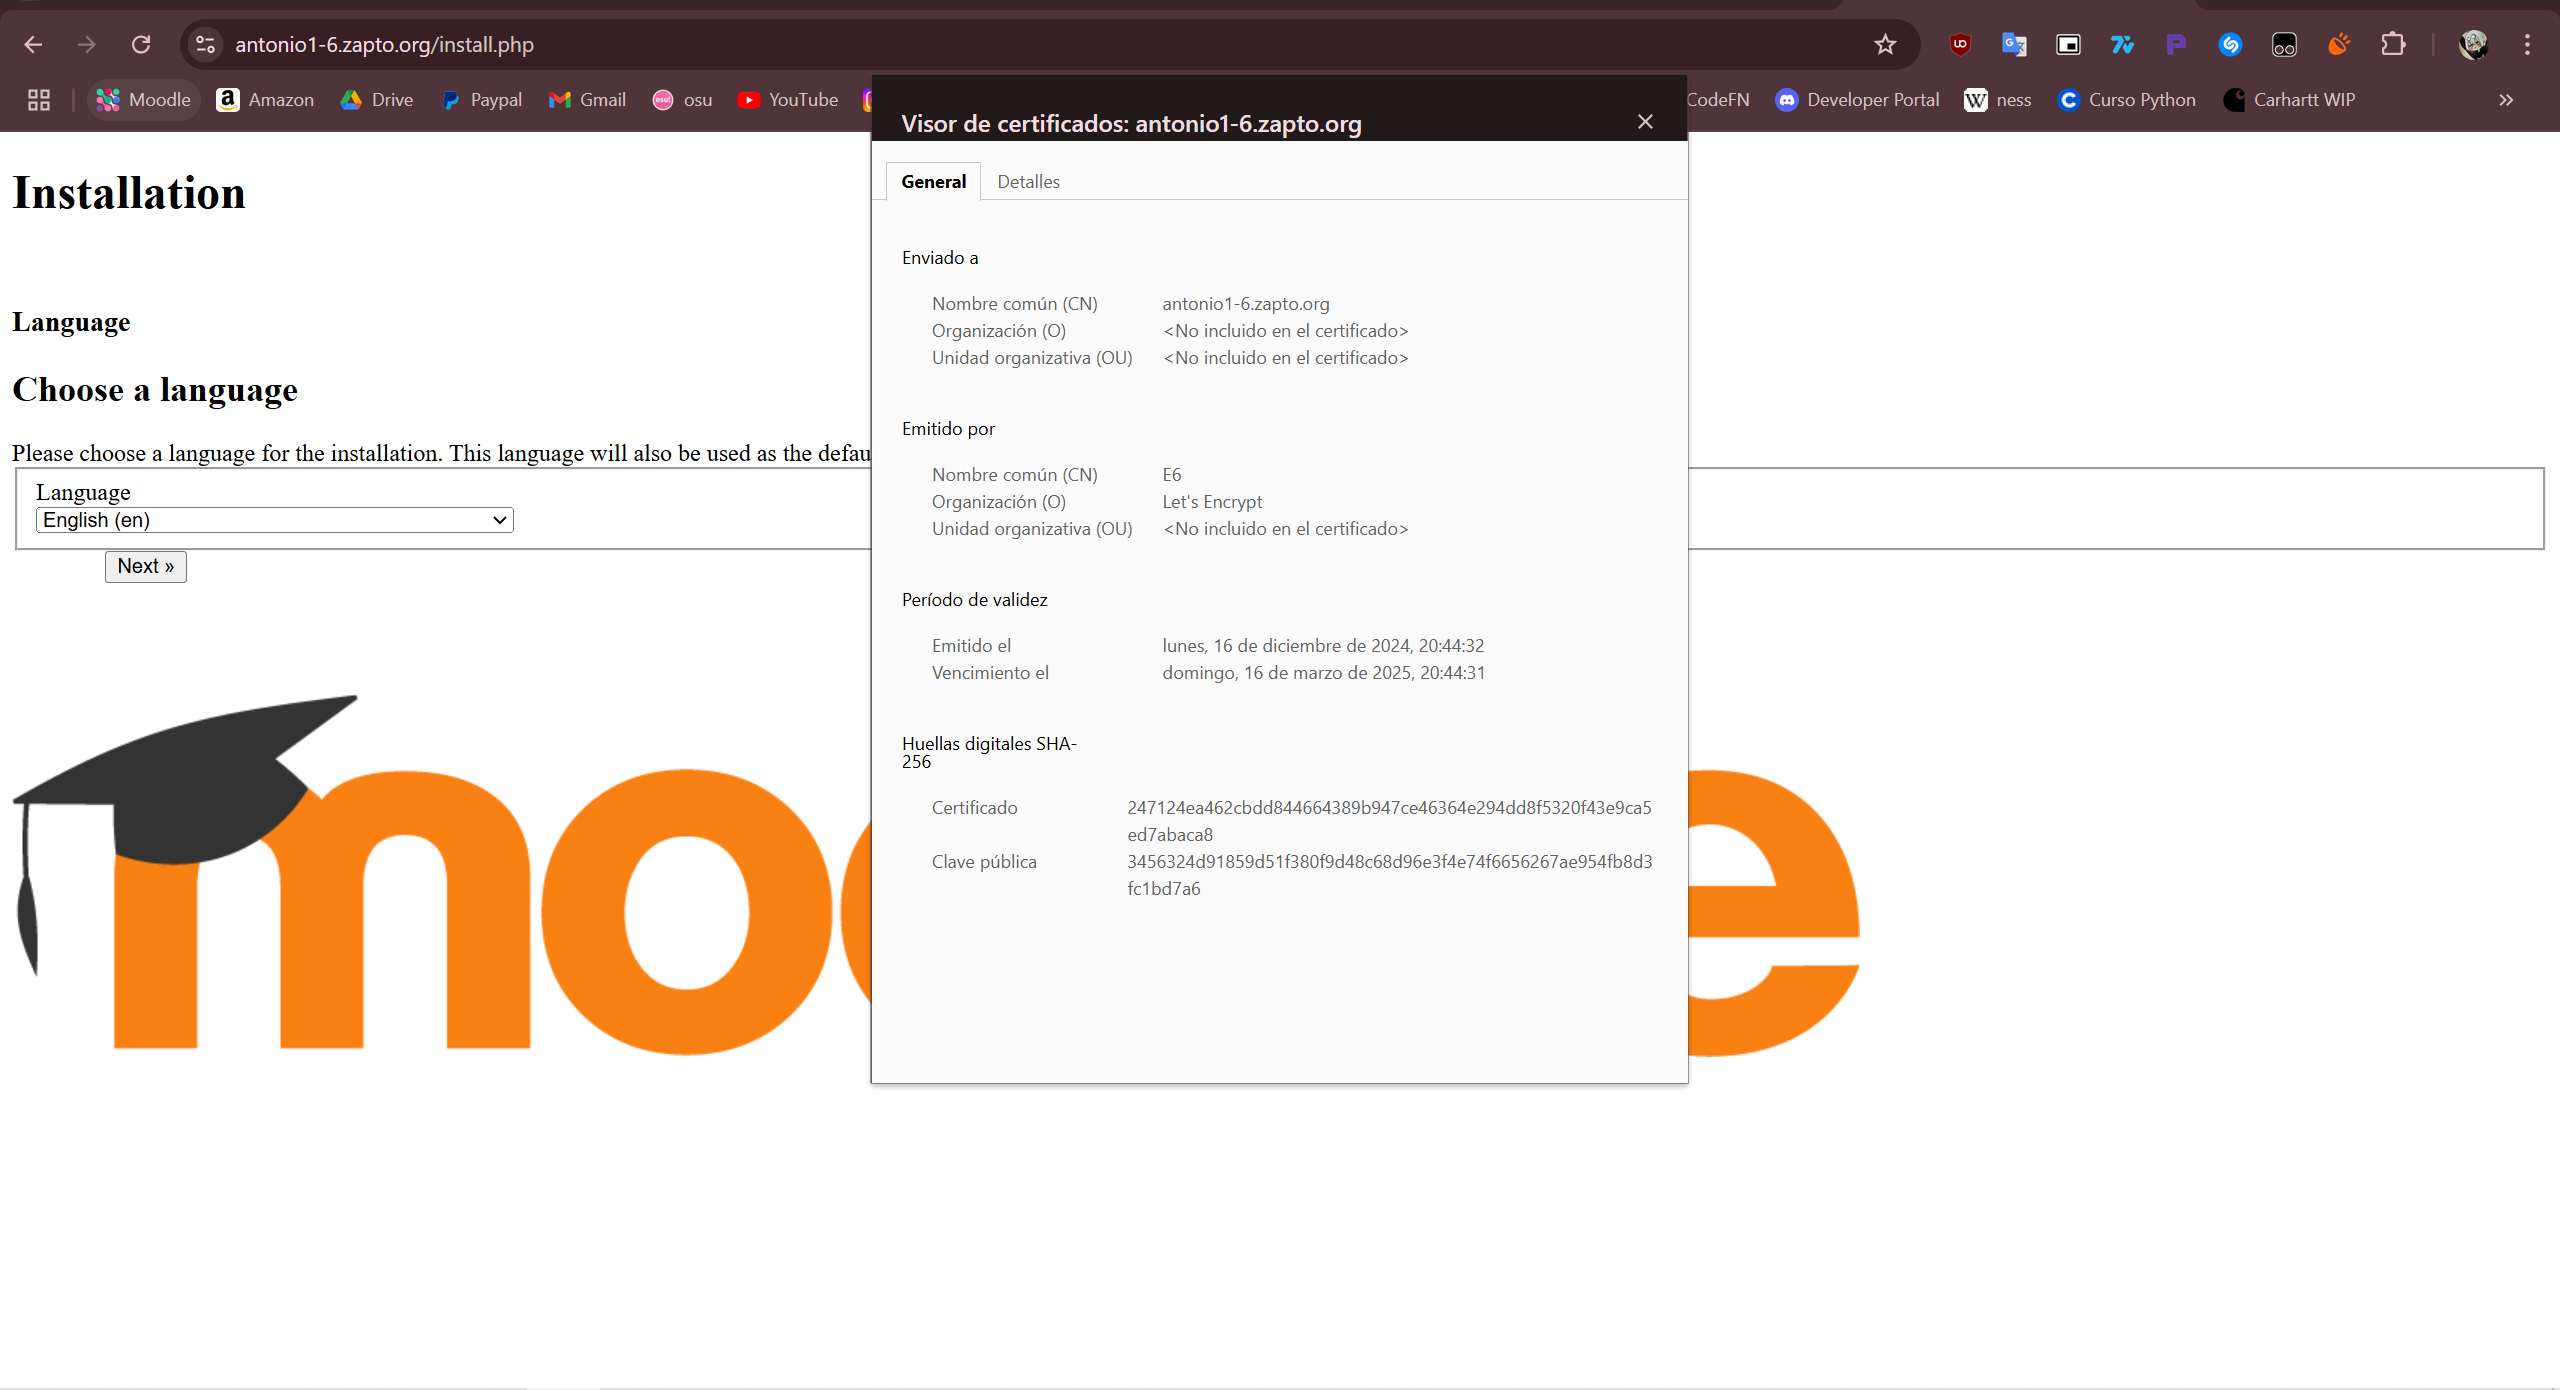 antonio1-6.zapto.org/install.php
Moodle
Amazon
Drive
Paypal
Gmail
osu! osu
YouTube
CodeFN
Developer Portal
W ness
Curso Python
Carhartt WIP
Installation
Language
Choose a language
Please choose a language for the installation. This language will also be used as the defau
Language
English (en)
Next »
Visor de certificados: antonio1-6.zapto.org
General Detalles
Enviado a
Nombre común (CN) antonio1-6.zapto.org
Organización (O) <No incluido en el certificado>
Unidad organizativa (OU) <No incluido en el certificado>
Emitido por
Nombre común (CN) E6
Organización (O) Let's Encrypt
Unidad organizativa (OU) <No incluido en el certificado>
Período de validez
Emitido el lunes, 16 de diciembre de 2024, 20:44:32
Vencimiento el domingo, 16 de marzo de 2025, 20:44:31
Huellas digitales SHA-
256
Certificado 247124ea462cbdd844664389b947ce46364e294dd8f5320f43e9ca5
ed7abaca8
Clave pública 3456324d91859d51f380f9d48c68d96e3f4e74f6656267ae954fb8d3
fc1bd7a6
moo e